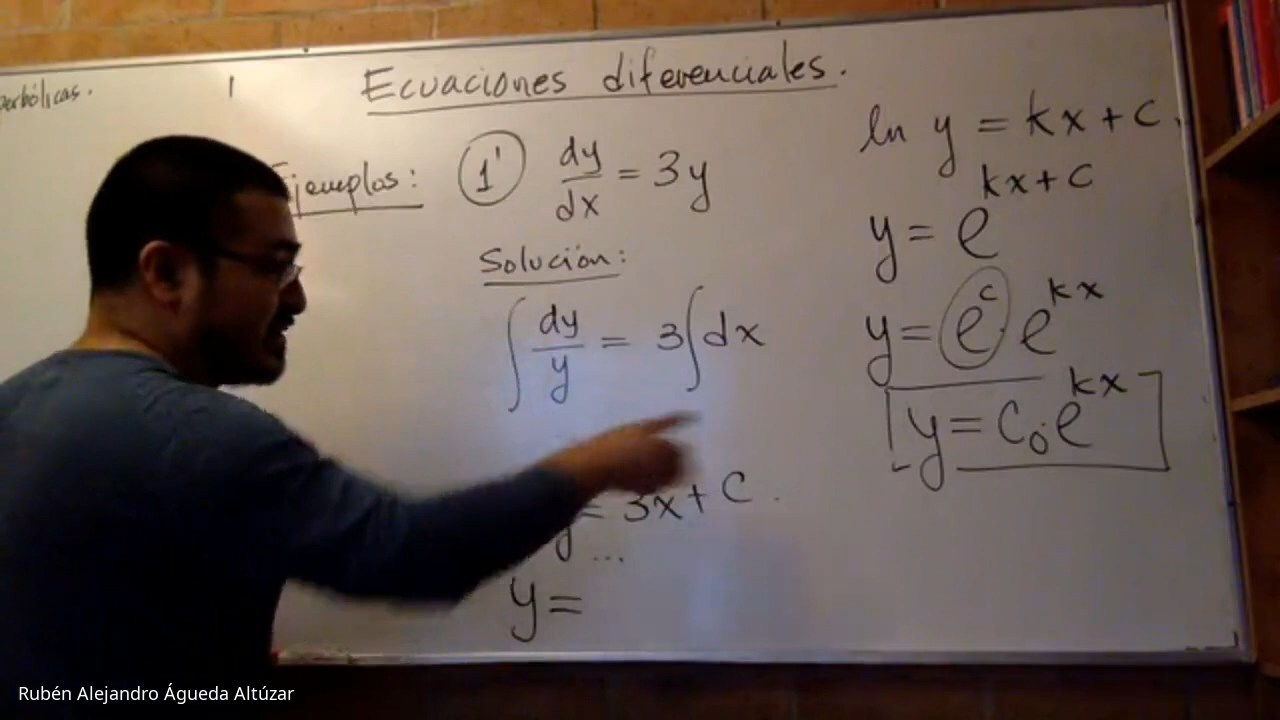 Ecuaciones diferenciales.
Ejemplos: 1' dy/dx = 3y
Solución:
∫ dy/y = 3∫dx
= 3x + C.
y ...
y =
ln y = kx + C.
y = e^{kx + C}
y = e^C e^{kx}
y = C₀e^{kx}
Rubén Alejandro Águeda Altúzar